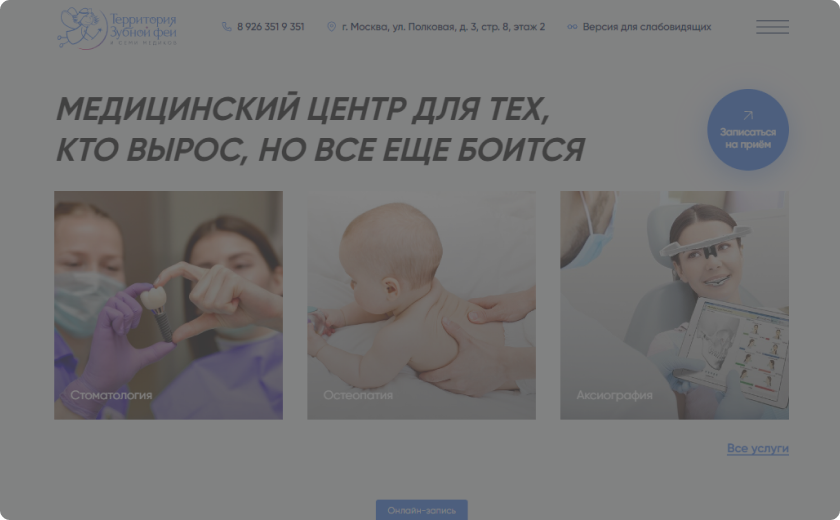 Территория
Зубной феи
8 926 351 9 351
г. Москва, ул. Полковая, д. 3, стр. 8, этаж 2
Версия для слабовидящих
МЕДИЦИНСКИЙ ЦЕНТР ДЛЯ ТЕХ,
КТО ВЫРОС, НО ВСЕ ЕЩЕ БОИТСЯ
Записаться
на приём
Стоматология
Остеопатия
Аксиография
Все услуги
Онлайн-запись